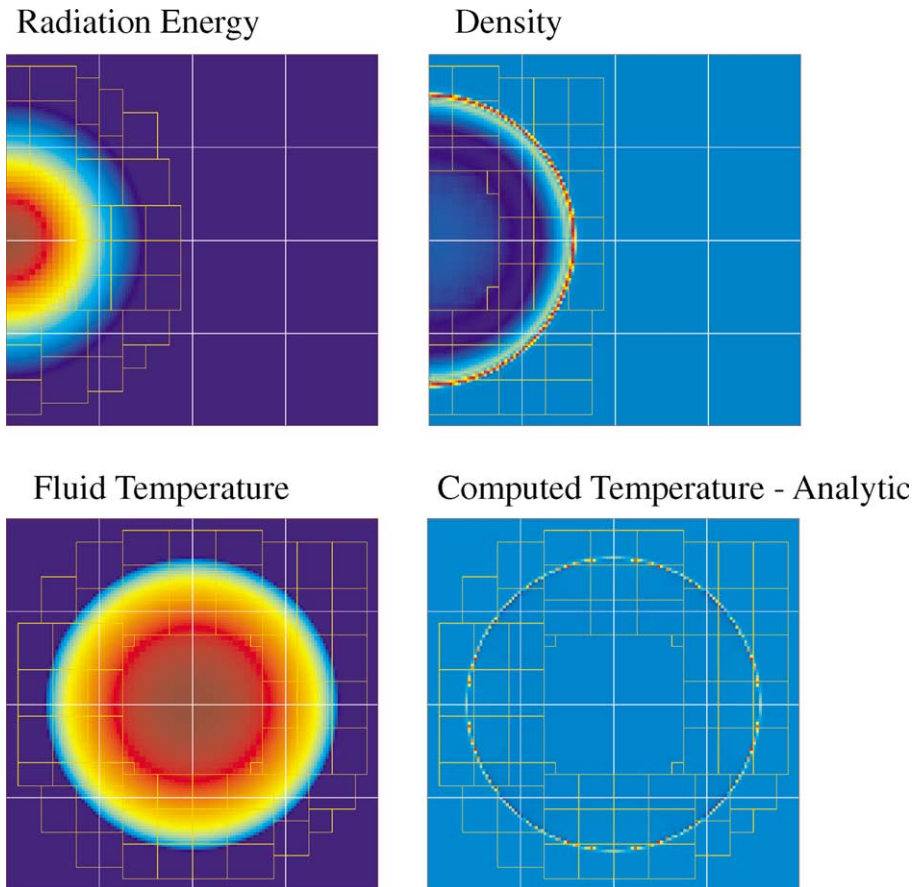 Radiation Energy
Density
Fluid Temperature
Computed Temperature - Analytic